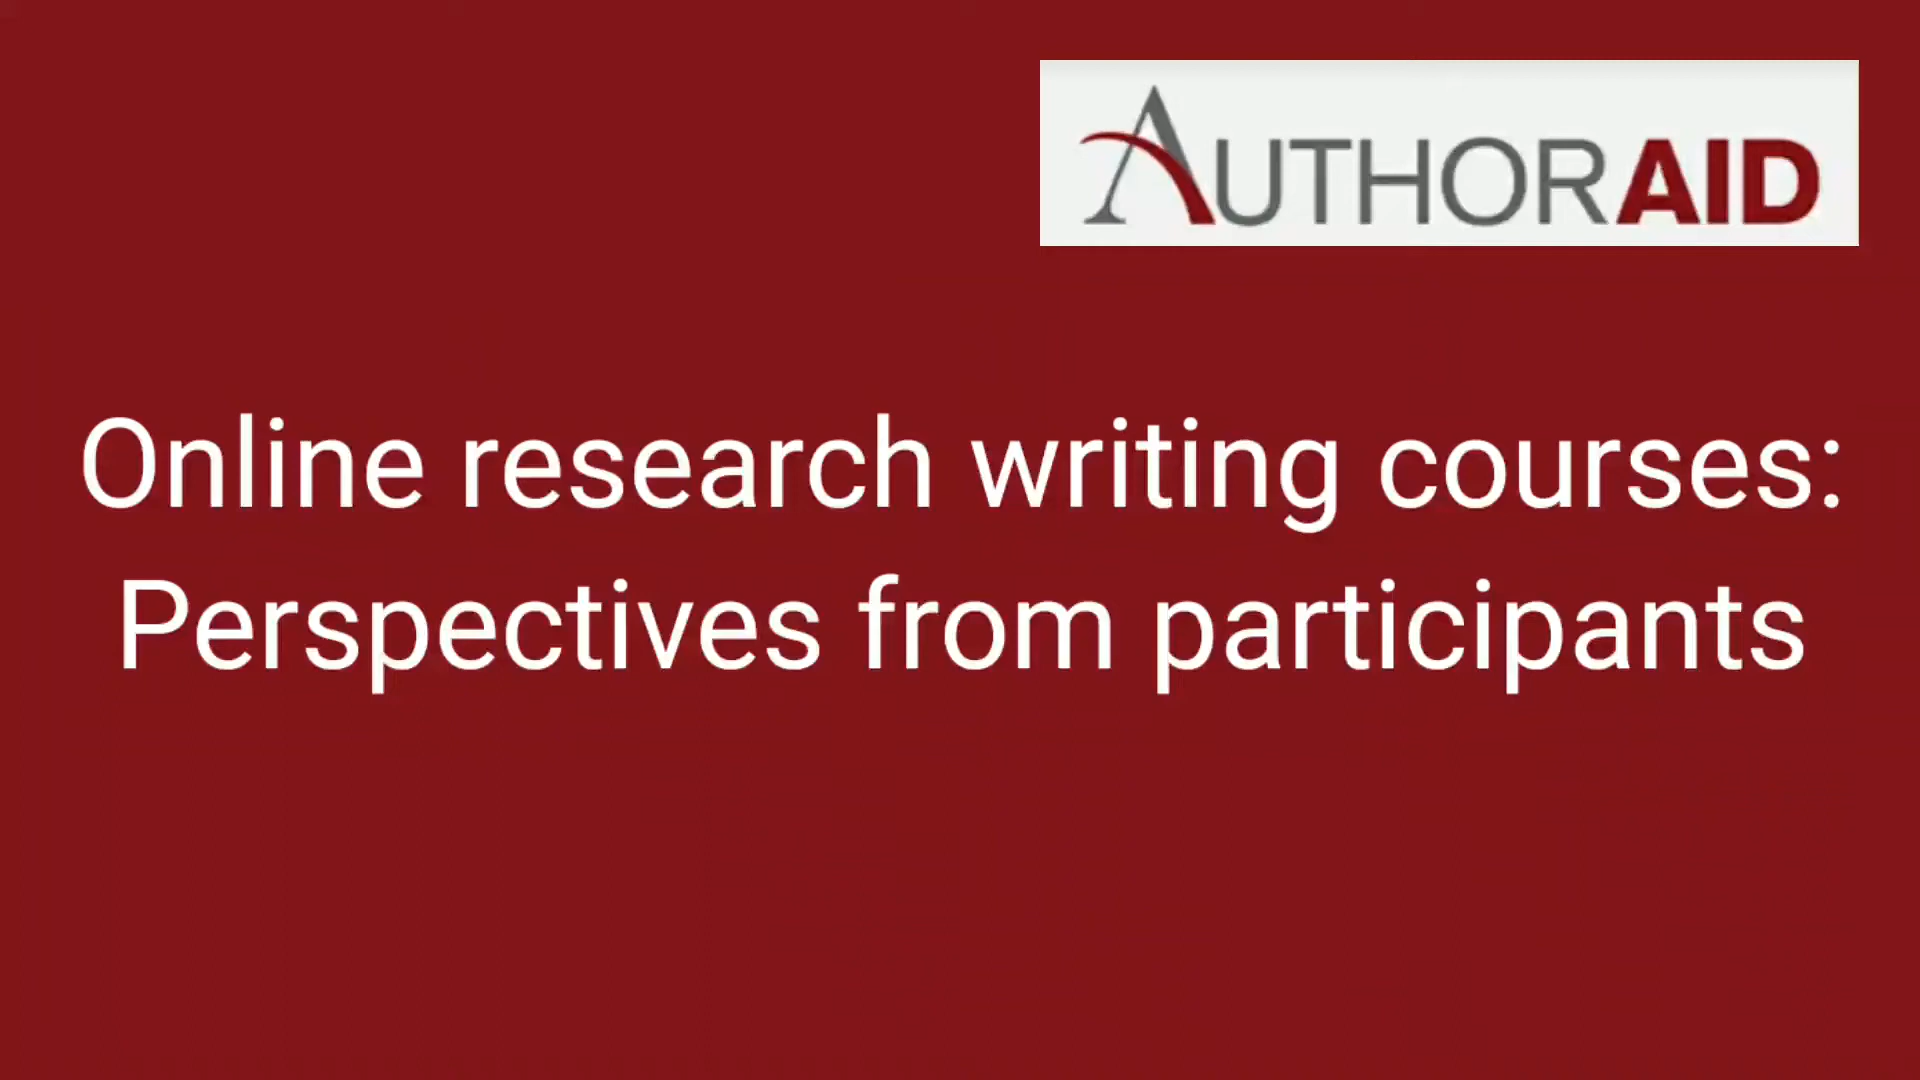 AUTHORAID
Online research writing courses:
Perspectives from participants